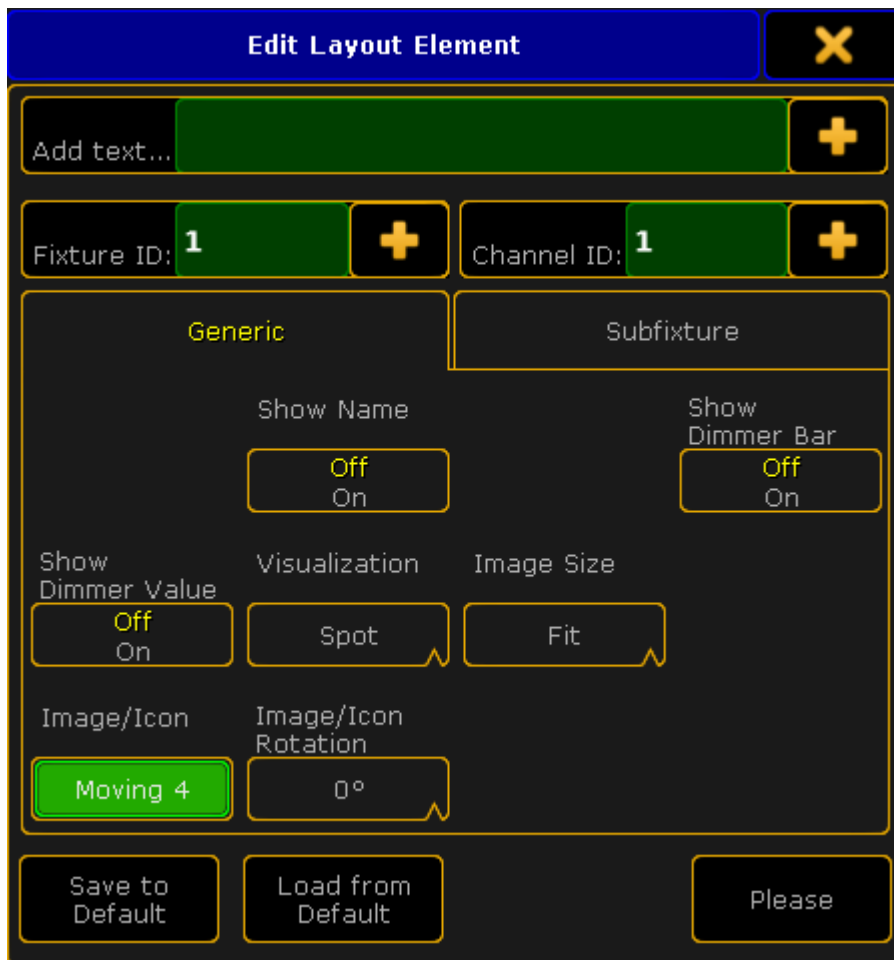 Edit Layout Element
Add text...
Fixture ID: 1
Channel ID: 1
Generic
Subfixture
Show Name
Show
Dimmer Bar
Off
On
Off
On
Show
Dimmer Value
Visualization
Image Size
Off
On
Spot
Fit
Image/Icon
Image/Icon
Rotation
Moving 4
0°
Save to
Default
Load from
Default
Please